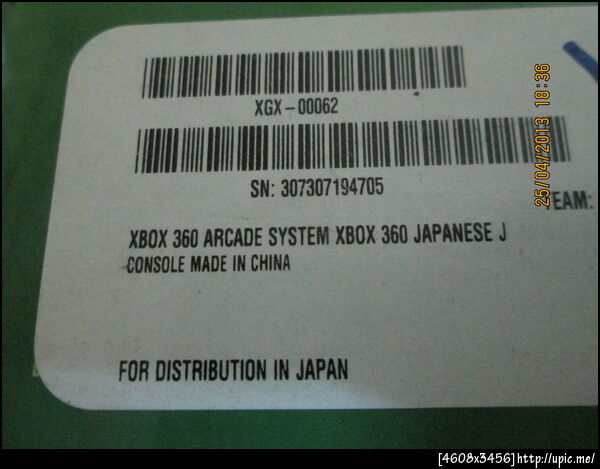 XGX-00062
SN: 307307194705
TEAM:
XBOX 360 ARCADE SYSTEM XBOX 360 JAPANESE J
CONSOLE MADE IN CHINA
FOR DISTRIBUTION IN JAPAN
25/04/2013 18:36
[4608x3456]http://upic.me/